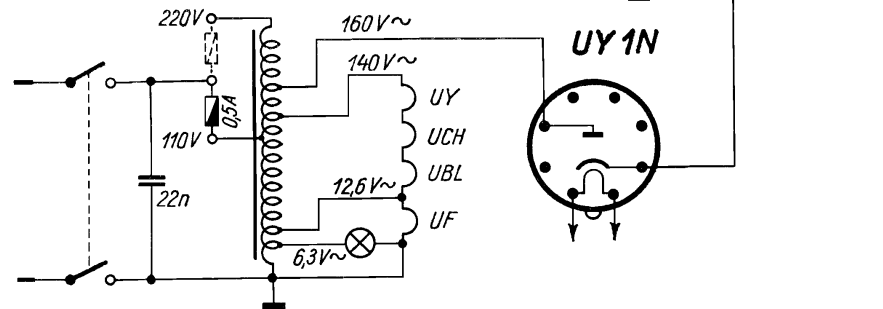 220V
160V~
UY 1N
140V~
UY
0,5A
UCH
110V
UBL
12,6V~
22n
UF
6,3V~